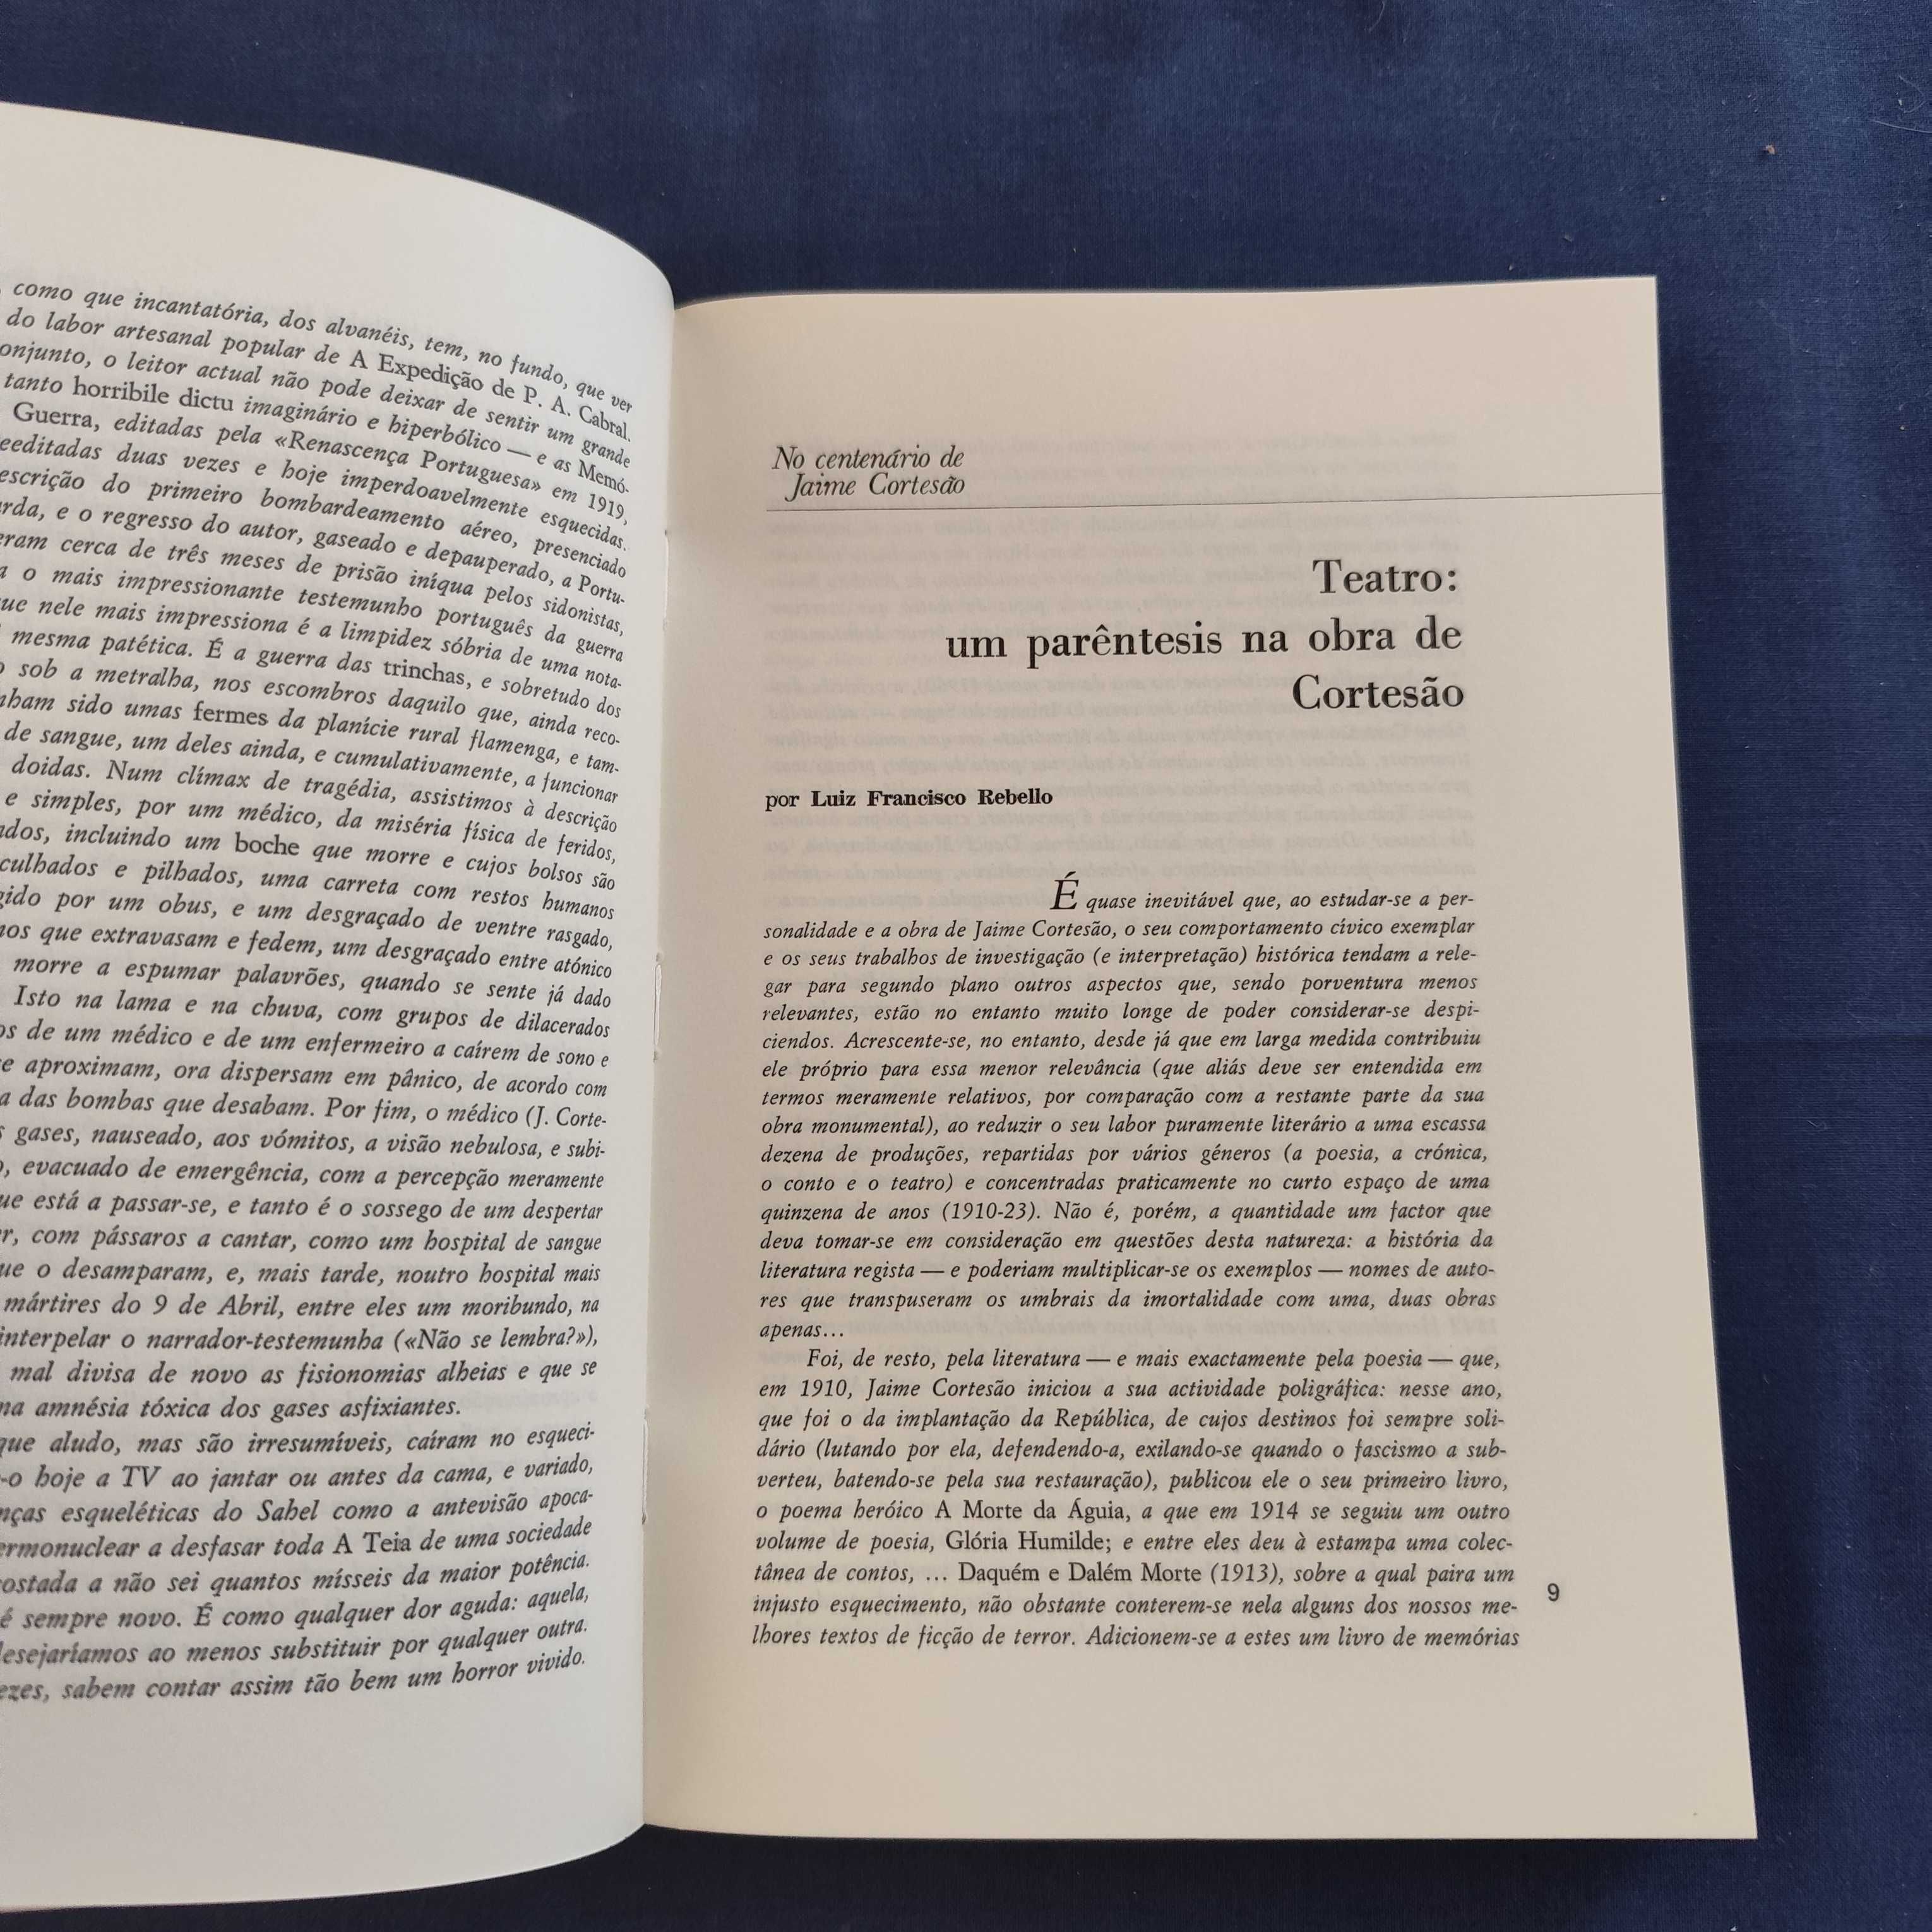 como que incantatória, dos alvanéis, tem, no fundo, que ver
do labor artesanal popular de A Expedição de P. A. Cabral.
o leitor actual não pode deixar de sentir um grande
tanto horribile dictu imaginário e hiperbólico — e as Memó-
Guerra, editadas pela «Renascença Portuguesa» em 1919,
duas vezes e hoje imperdoavelmente esquecidas.
do primeiro bombardeamento aéreo, presenciado
e o regresso do autor, gaseado e depauperado, a Portu-
cerca de três meses de prisão iníqua pelos sidonistas,
o mais impressionante testemunho português da guerra
nele mais impressiona é a limpidez sóbria de uma nota-
mesma patética. É a guerra das trinchas, e sobretudo dos
sob a metralha, nos escombros daquilo que, ainda reco-
sido umas fermes da planície rural flamenga, e tam-
de sangue, um deles ainda, e cumulativamente, a funcionar
doidas. Num clímax de tragédia, assistimos à descrição
e simples, por um médico, da miséria física de feridos,
incluindo um boche que morre e cujos bolsos são
e pilhados, uma carreta com restos humanos
por um obus, e um desgraçado de ventre rasgado,
que extravasam e fedem, um desgraçado entre atónico
morre a espumar palavrões, quando se sente já dado
Isto na lama e na chuva, com grupos de dilacerados
de um médico e de um enfermeiro a caírem de sono e
aproximam, ora dispersam em pânico, de acordo com
das bombas que desabam. Por fim, o médico (J. Corte-
gases, nauseado, aos vómitos, a visão nebulosa, e subi-
evacuado de emergência, com a percepção meramente
está a passar-se, e tanto é o sossego de um despertar
com pássaros a cantar, como um hospital de sangue
o desamparam, e, mais tarde, noutro hospital mais
mártires do 9 de Abril, entre eles um moribundo, na
interpelar o narrador-testemunha («Não se lembra?»),
mal divisa de novo as fisionomias alheias e que se
amnésia tóxica dos gases asfixiantes.
aludo, mas são irresumíveis, caíram no esqueci-
hoje a TV ao jantar ou antes da cama, e variado,
esqueléticas do Sahel como a antevisão apoca-
a desfasar toda A Teia de uma sociedade
a não sei quantos mísseis da maior potência.
é sempre novo. É como qualquer dor aguda: aquela,
ao menos substituir por qualquer outra.
sabem contar assim tão bem um horror vivido.
No centenário de
Jaime Cortesão
Teatro:
um parêntesis na obra de
Cortesão
por Luiz Francisco Rebello
É quase inevitável que, ao estudar-se a per-
sonalidade e a obra de Jaime Cortesão, o seu comportamento cívico exemplar
e os seus trabalhos de investigação (e interpretação) histórica tendam a rele-
gar para segundo plano outros aspectos que, sendo porventura menos
relevantes, estão no entanto muito longe de poder considerar-se despi-
ciendos. Acrescente-se, no entanto, desde já que em larga medida contribuiu
ele próprio para essa menor relevância (que aliás deve ser entendida em
termos meramente relativos, por comparação com a restante parte da sua
obra monumental), ao reduzir o seu labor puramente literário a uma escassa
dezena de produções, repartidas por vários géneros (a poesia, a crónica,
o conto e o teatro) e concentradas praticamente no curto espaço de uma
quinzena de anos (1910-23). Não é, porém, a quantidade um factor que
deva tomar-se em consideração em questões desta natureza: a história da
literatura regista — e poderiam multiplicar-se os exemplos — nomes de auto-
res que transpuseram os umbrais da imortalidade com uma, duas obras
apenas...
Foi, de resto, pela literatura — e mais exactamente pela poesia — que,
em 1910, Jaime Cortesão iniciou a sua actividade poligráfica: nesse ano,
que foi o da implantação da República, de cujos destinos foi sempre soli-
dário (lutando por ela, defendendo-a, exilando-se quando o fascismo a sub-
verteu, batendo-se pela sua restauração), publicou ele o seu primeiro livro,
o poema heróico A Morte da Águia, a que em 1914 se seguiu um outro
volume de poesia, Glória Humilde; e entre eles deu à estampa uma colec-
tânea de contos, ... Daquém e Dalém Morte (1913), sobre a qual paira um
injusto esquecimento, não obstante conterem-se nela alguns dos nossos me-
lhores textos de ficção de terror. Adicionem-se a estes um livro de memórias
9